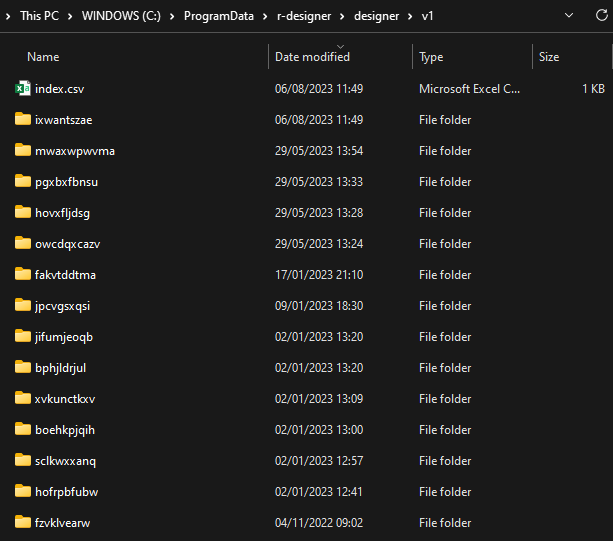 This PC > WINDOWS (C:) > ProgramData > r-designer > designer > v1
Name Date modified Type Size
index.csv 06/08/2023 11:49 Microsoft Excel C... 1 KB
ixwantszae 06/08/2023 11:49 File folder
mwaxwpwvma 29/05/2023 13:54 File folder
pgxbxfbnsu 29/05/2023 13:33 File folder
hovxfljdsg 29/05/2023 13:28 File folder
owcdqxcazv 29/05/2023 13:24 File folder
fakvtddtma 17/01/2023 21:10 File folder
jpcvgsxqsi 09/01/2023 18:30 File folder
jifumjeoqb 02/01/2023 13:20 File folder
bphjldrjul 02/01/2023 13:20 File folder
xvkunctkxv 02/01/2023 13:09 File folder
boehkpjqih 02/01/2023 13:00 File folder
sclkwxxanq 02/01/2023 12:57 File folder
hofrpbfubw 02/01/2023 12:41 File folder
fzvklvearw 04/11/2022 09:02 File folder